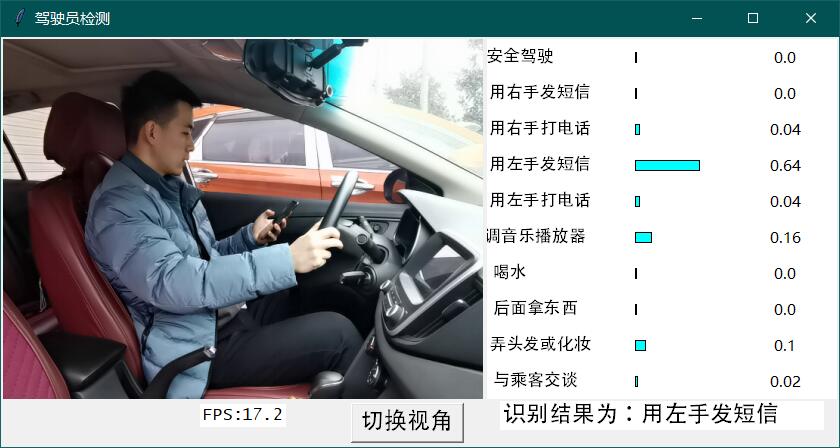 驾驶员检测
安全驾驶 0.0
用右手发短信 0.0
用右手打电话 0.04
用左手发短信 0.64
用左手打电话 0.04
调音乐播放器 0.16
喝水 0.0
后面拿东西 0.0
弄头发或化妆 0.1
与乘客交谈 0.02
FPS:17.2 切换视角 识别结果为：用左手发短信